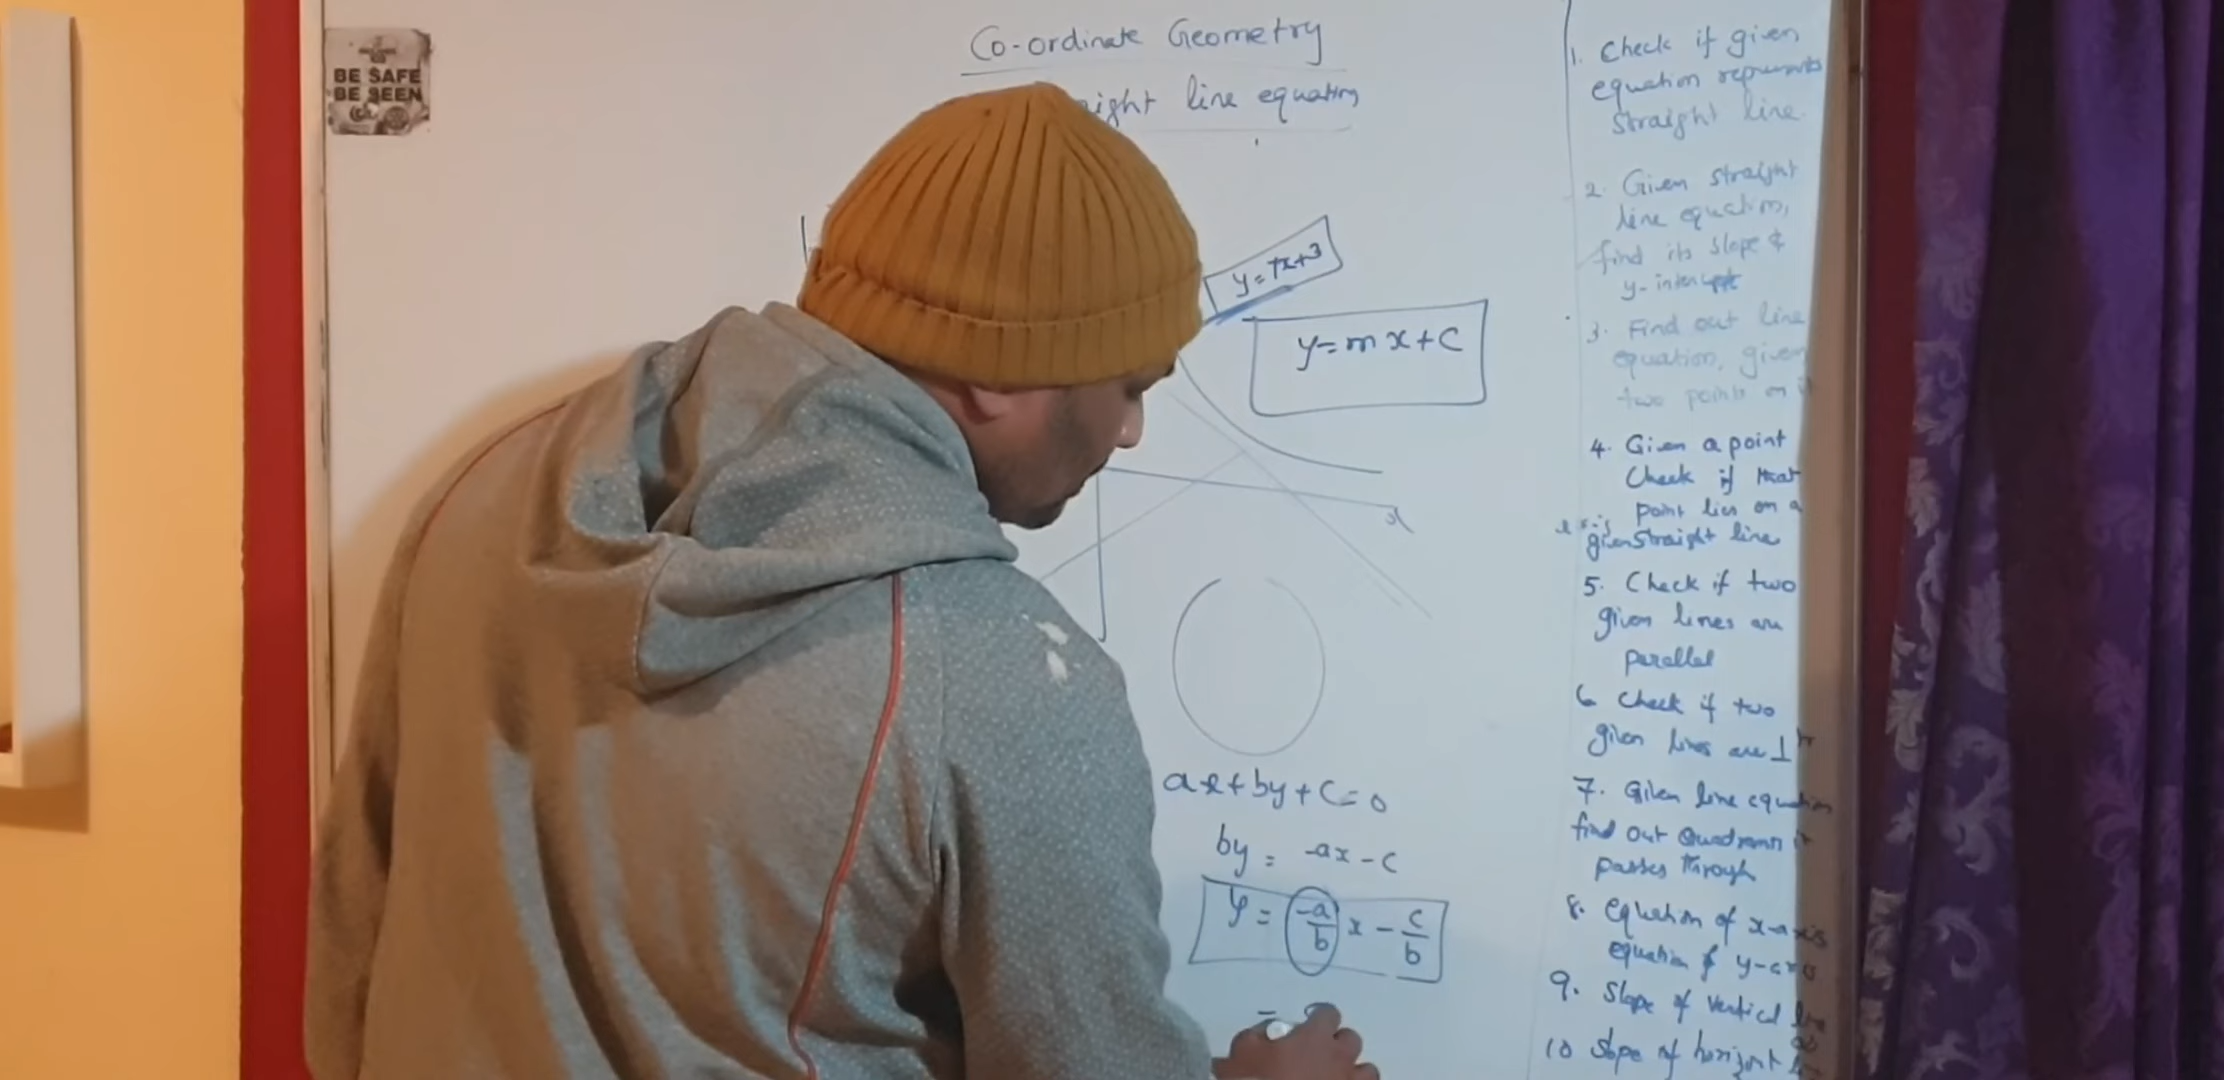 BE SAFE
BE SEEN
Co-ordinate Geometry
ight line equation
y=7x+3
y=mx+c
x
ax+by+c=0
by = -ax-c
y = -a/b x - c/b
=
1. Check if given
equation represents
straight line.
2. Given straight
line equation,
find its slope &
y-intercept
3. Find out line
equation, given
two points on it
4. Given a point
Check if that
point lies on a
given straight line
5. Check if two
given lines are
parallel
6 Check if two
given lines are ⊥r
7. Given line equation
find out Quadrann it
passes through
8. equation of x-axis
equation of y-axis
9. Slope of vertical line
10 Slope of horizont